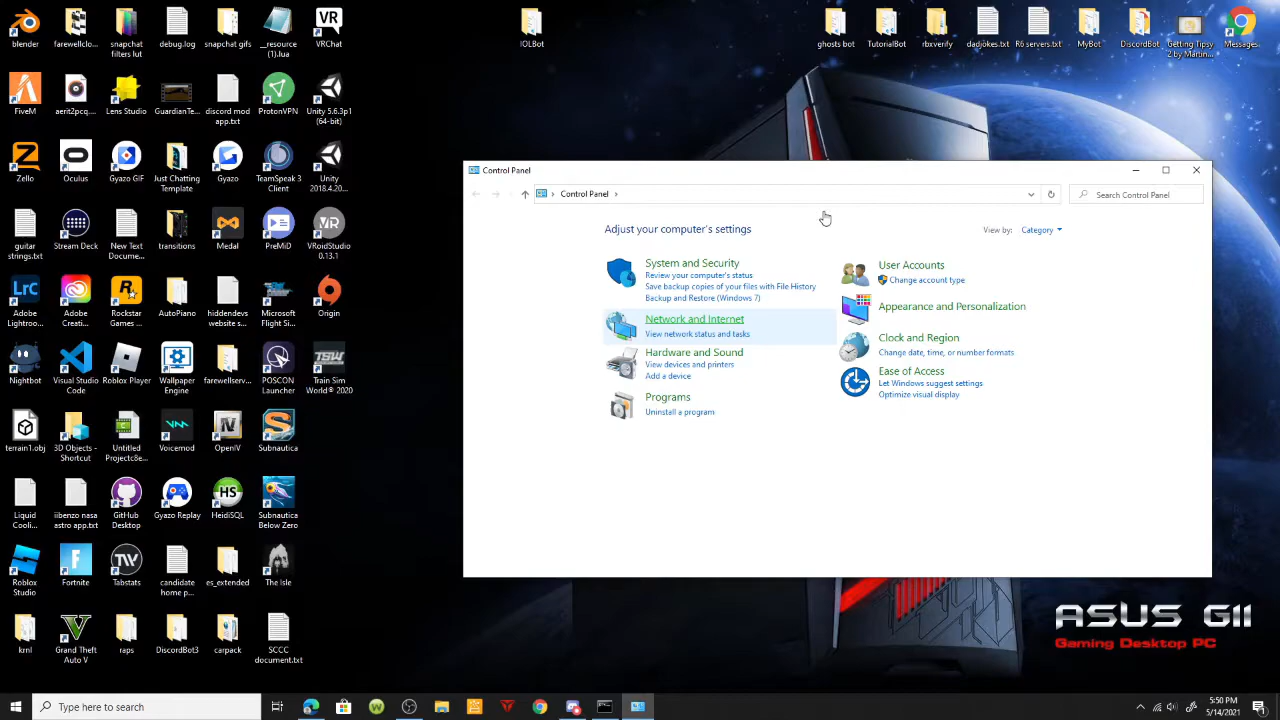 blender
farewellclo...
snapchat
filters lut
debug.log
snapchat gifs
__resource
(1).lua
VR
VRChat
IOLBot
ghosts bot
TutorialBot
rbxverify
dadjokes.txt
R6 servers.txt
MyBot
DiscordBot
Getting Tipsy
2 by Martin...
Messages
FiveM
aerit2pcq....
Lens Studio
GuardianTe...
discord mod
app.txt
ProtonVPN
Unity 5.6.3p1
(64-bit)
Zello
Oculus
Gyazo GIF
Just Chatting
Template
Gyazo
TeamSpeak 3
Client
Unity
2018.4.20...
guitar
strings.txt
Stream Deck
New Text
Docume...
transitions
Medal
PreMiD
VR
VRoidStudio
0.13.1
Lrc
Adobe
Lightroo...
Adobe
Creati...
Rockstar
Games ...
AutoPiano
hiddendevs
website s...
Microsoft
Flight Si...
Origin
Nightbot
Visual Studio
Code
Roblox Player
Wallpaper
Engine
farewellserv...
POSCON
Launcher
TSW
Train Sim
World® 2020
terrain1.obj
3D Objects -
Shortcut
Untitled
Projectc8e...
Voicemod
OpenIV
Subnautica
Liquid
Cooli...
iibenzo nasa
astro app.txt
GitHub
Desktop
Gyazo Replay
HS
HeidiSQL
Subnautica
Below Zero
Roblox
Studio
Fortnite
Tabstats
candidate
home p...
es_extended
The Isle
krnl
Grand Theft
Auto V
raps
DiscordBot3
carpack
SCCC
document.txt
Control Panel
Control Panel
Search Control Panel
Adjust your computer's settings
View by: Category
System and Security
Review your computer's status
Save backup copies of your files with File History
Backup and Restore (Windows 7)
Network and Internet
View network status and tasks
Hardware and Sound
View devices and printers
Add a device
Programs
Uninstall a program
User Accounts
Change account type
Appearance and Personalization
Clock and Region
Change date, time, or number formats
Ease of Access
Let Windows suggest settings
Optimize visual display
ASUS G11
Gaming Desktop PC
Type here to search
5:50 PM
5/14/2021